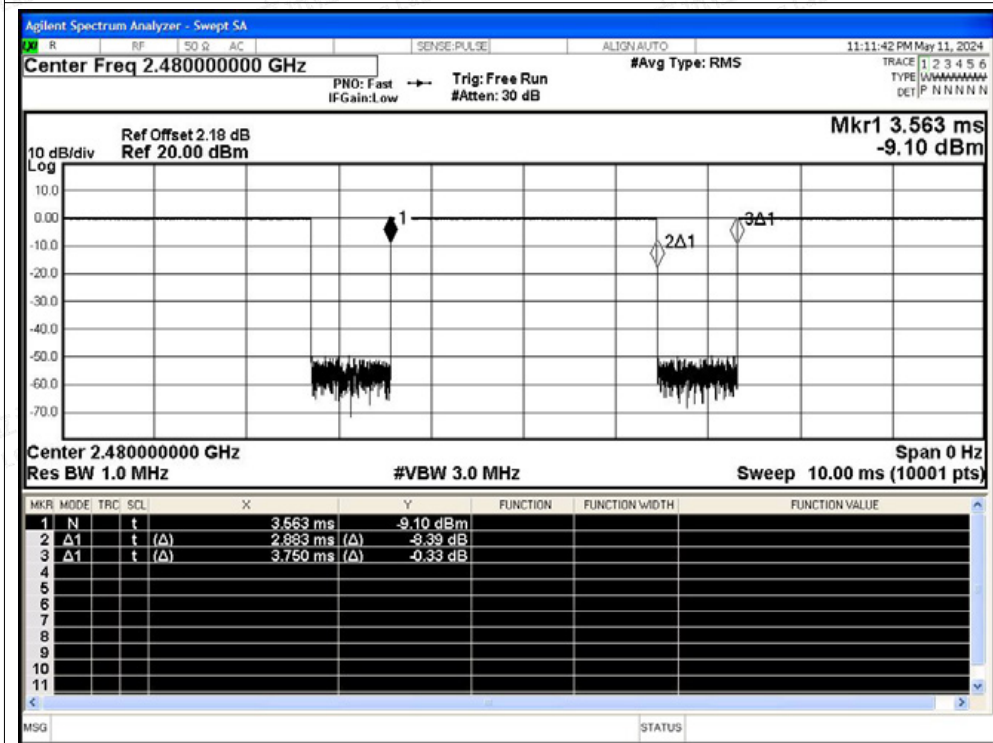 Agilent Spectrum Analyzer - Swept SA
LXI R RF 50 Ω AC SENSE:PULSE ALIGN AUTO 11:11:42 PM May 11, 2024
Center Freq 2.480000000 GHz #Avg Type: RMS TRACE 1 2 3 4 5 6
PNO: Fast Trig: Free Run TYPE WWWWWW
IFGain:Low #Atten: 30 dB DET P N N N N N
Mkr1 3.563 ms
Ref Offset 2.18 dB
10 dB/div Ref 20.00 dBm -9.10 dBm
Log
10.0
0.00
1
2Δ1
3Δ1
-10.0
-20.0
-30.0
-40.0
-50.0
-60.0
-70.0
Center 2.480000000 GHz Span 0 Hz
Res BW 1.0 MHz #VBW 3.0 MHz Sweep 10.00 ms (10001 pts)
MKR MODE TRC SCL X Y FUNCTION FUNCTION WIDTH FUNCTION VALUE
1 N t 3.563 ms -9.10 dBm
2 Δ1 t (Δ) 2.883 ms (Δ) -8.39 dB
3 Δ1 t (Δ) 3.750 ms (Δ) -0.33 dB
4
5
6
7
8
9
10
11
MSG STATUS